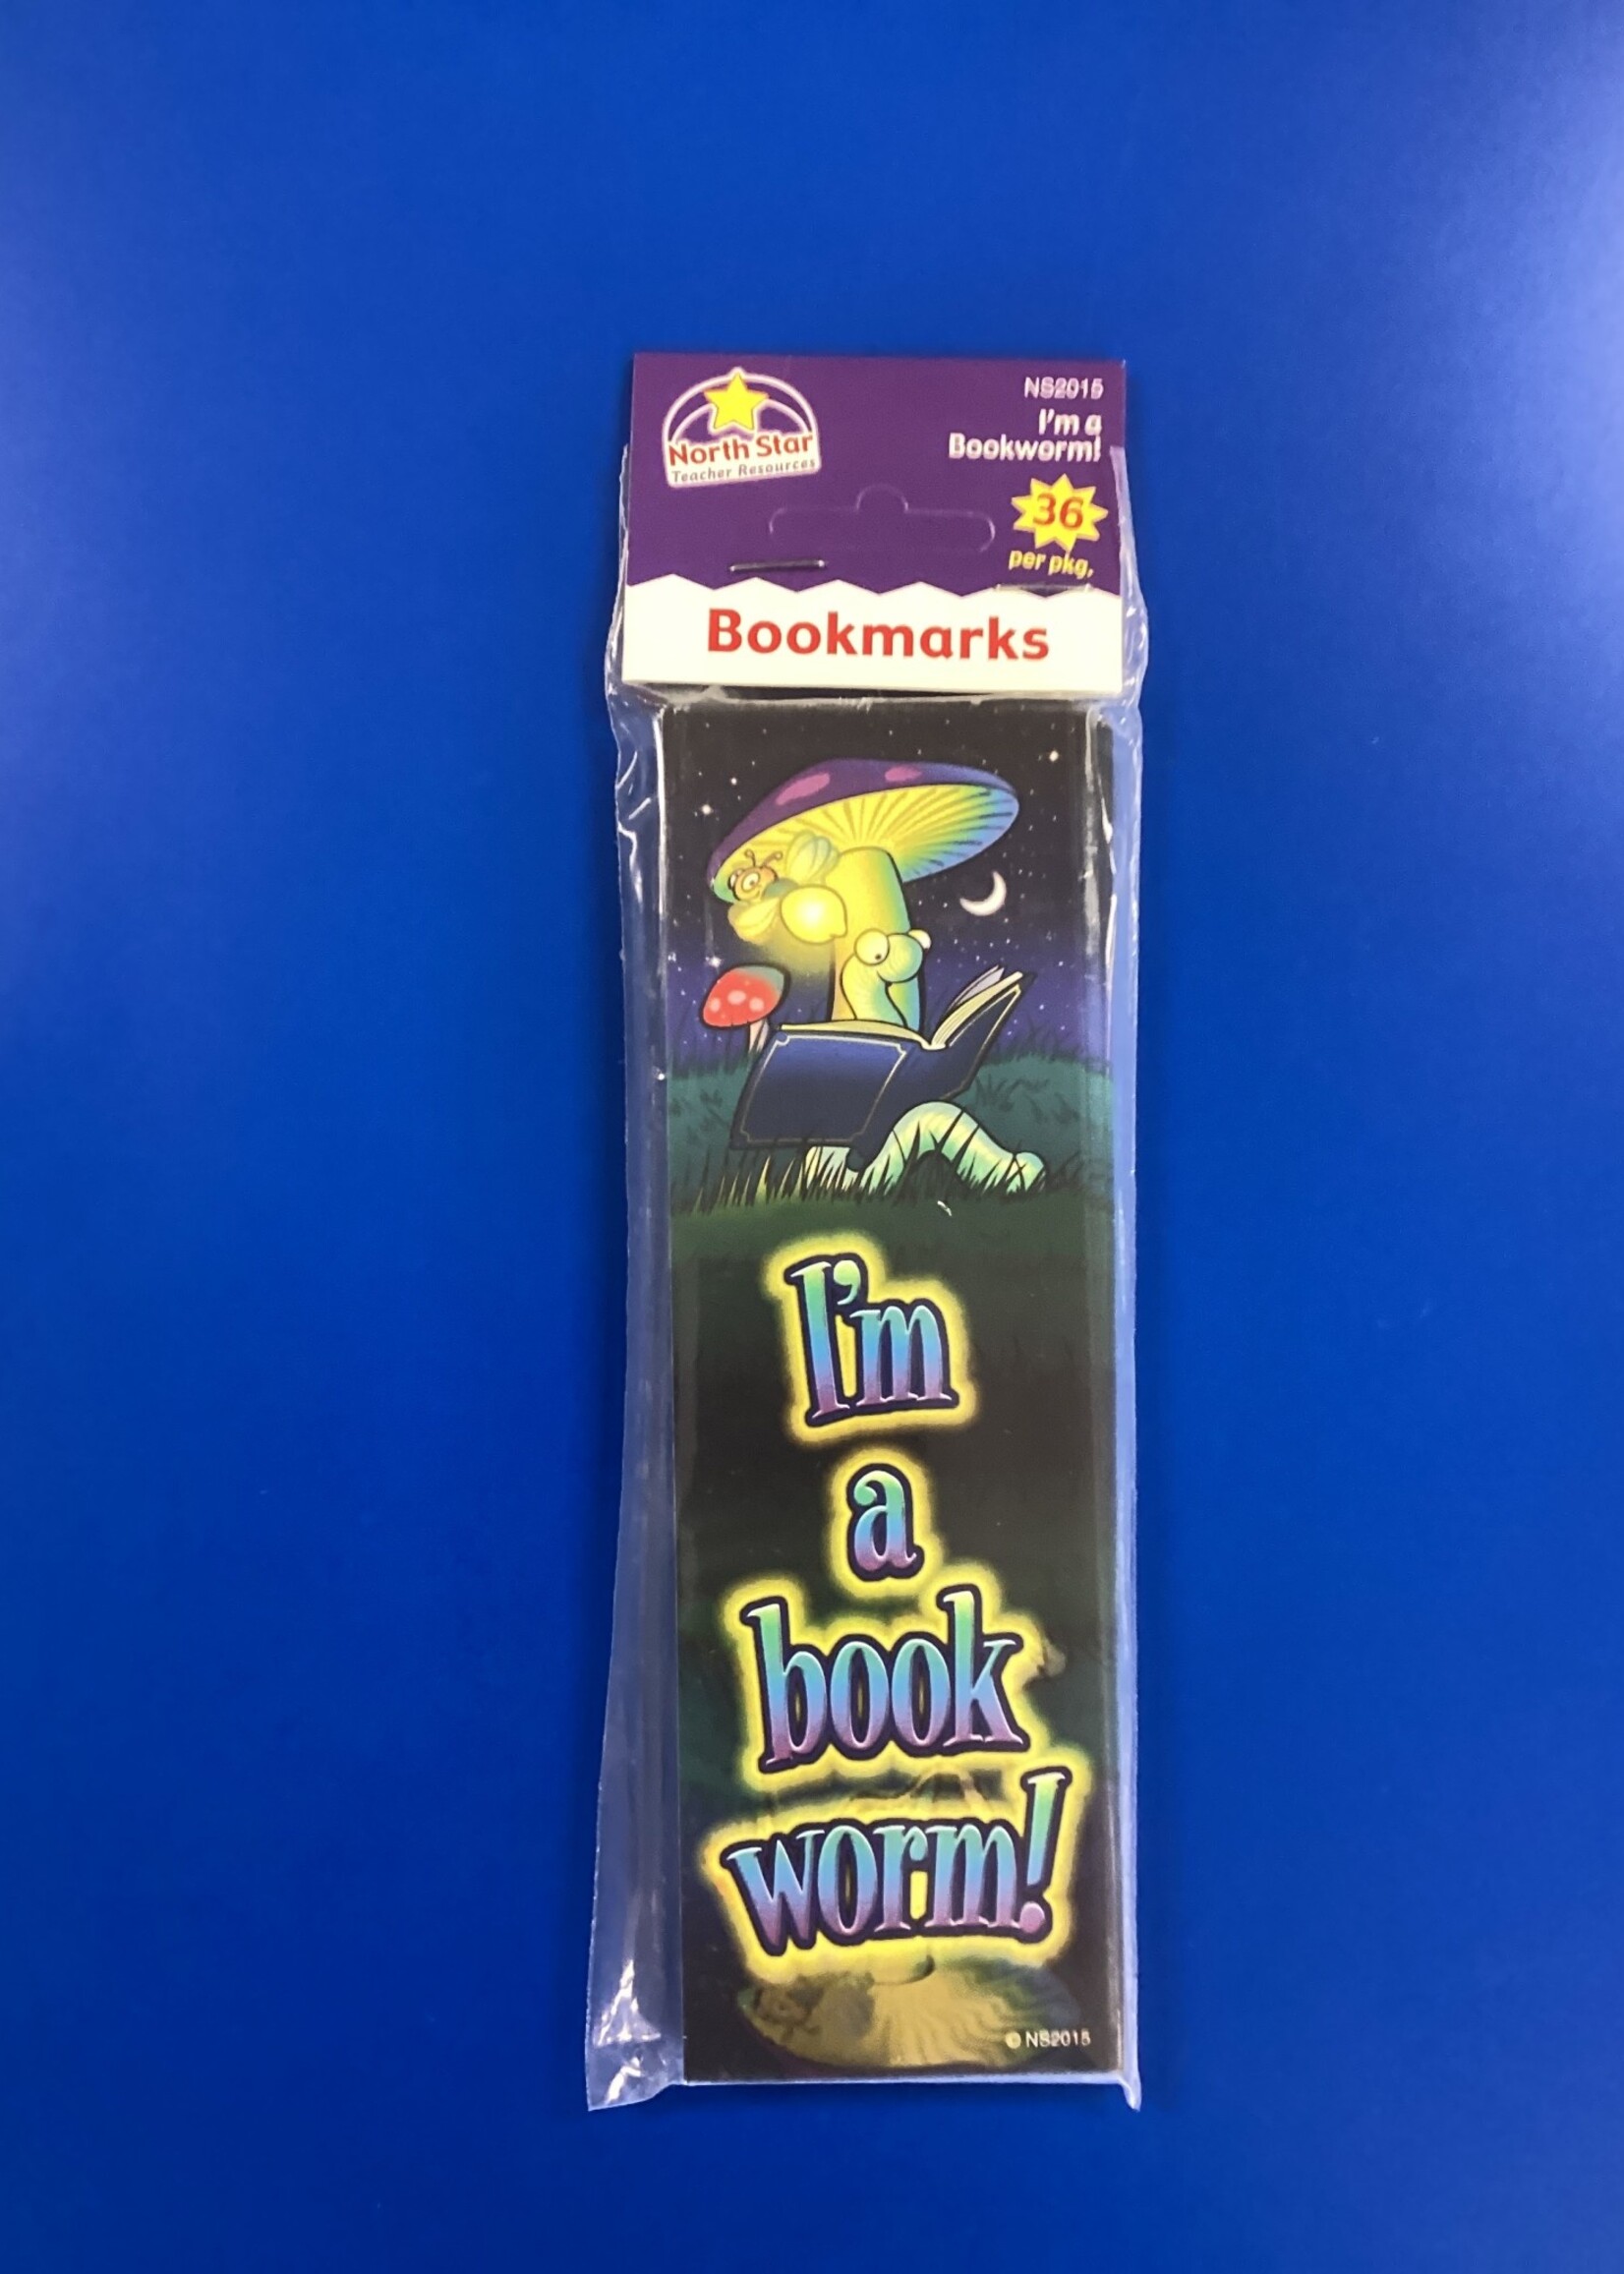 North Star
Teacher Resources
NS2015
I'm a
Bookworm!
36
per pkg.
Bookmarks
I'm
a
book
worm!
© NS2015